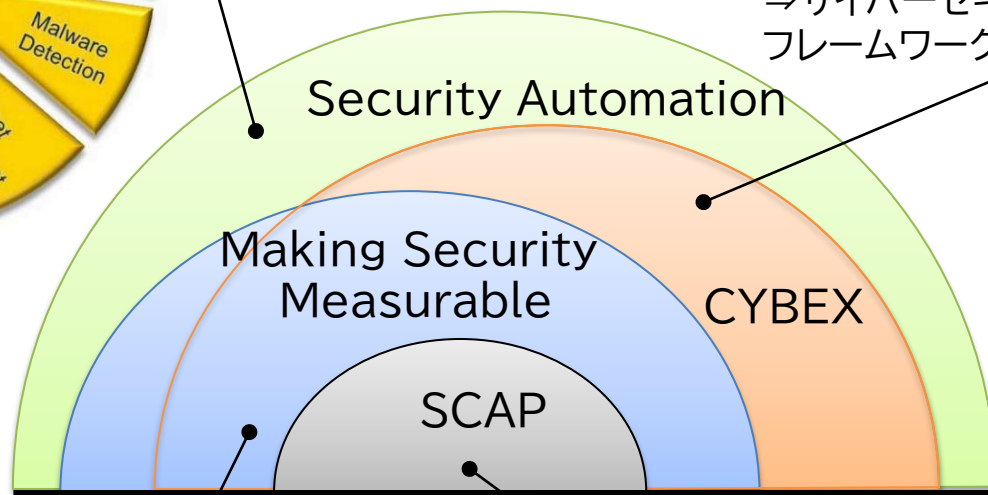 Malware
Detection
フレームワーク
Security Automation
Making Security
Measurable
CYBEX
SCAP